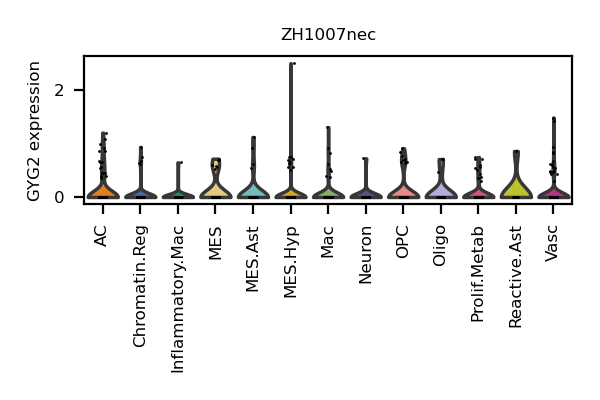 ZH1007nec
GYG2 expression
2
0
AC
Chromatin.Reg
Inflammatory.Mac
MES
MES.Ast
MES.Hyp
Mac
Neuron
OPC
Oligo
Prolif.Metab
Reactive.Ast
Vasc